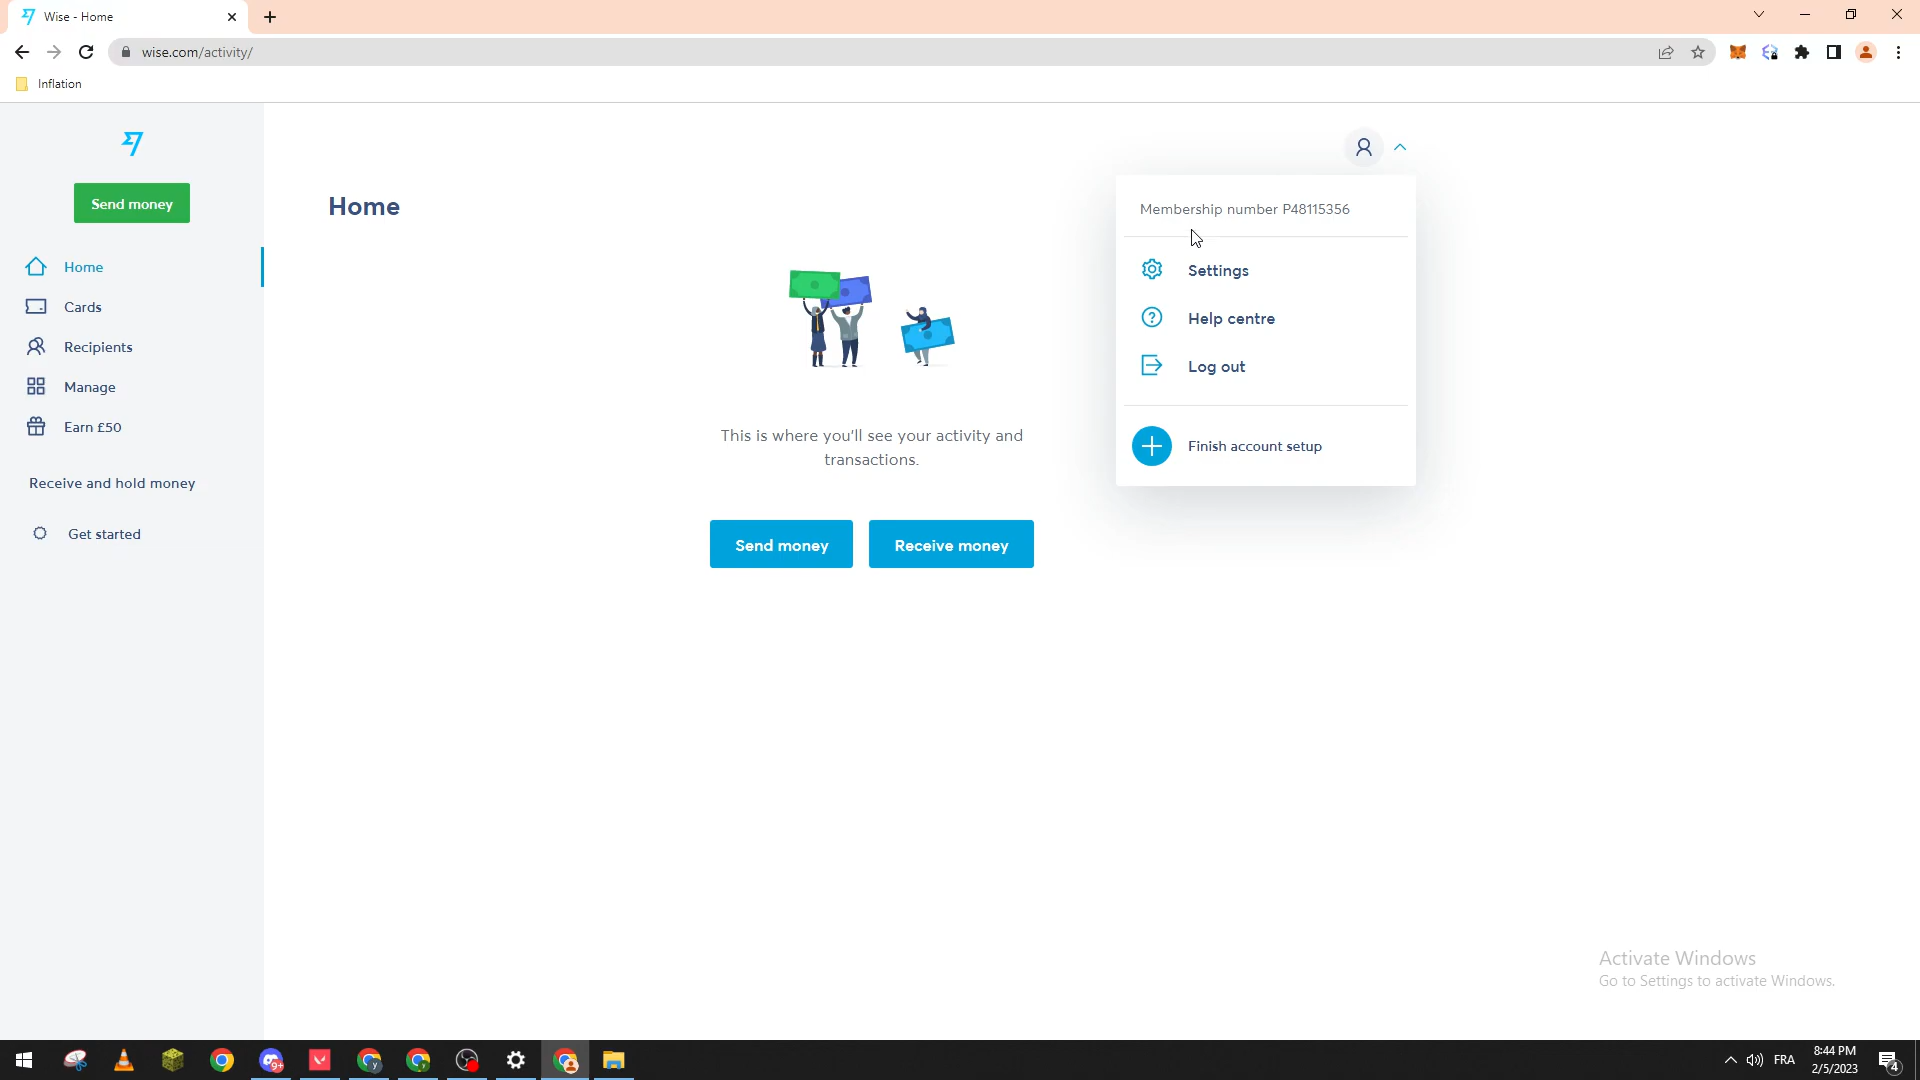 Wise - Home
wise.com/activity/
Inflation
Send money
Home
Cards
Recipients
Manage
Earn £50
Receive and hold money
Get started
Home
This is where you'll see your activity and
transactions.
Send money
Receive money
Membership number P48115356
Settings
Help centre
Log out
Finish account setup
Activate Windows
Go to Settings to activate Windows.
9+
FRA
8:44 PM
2/5/2023
4